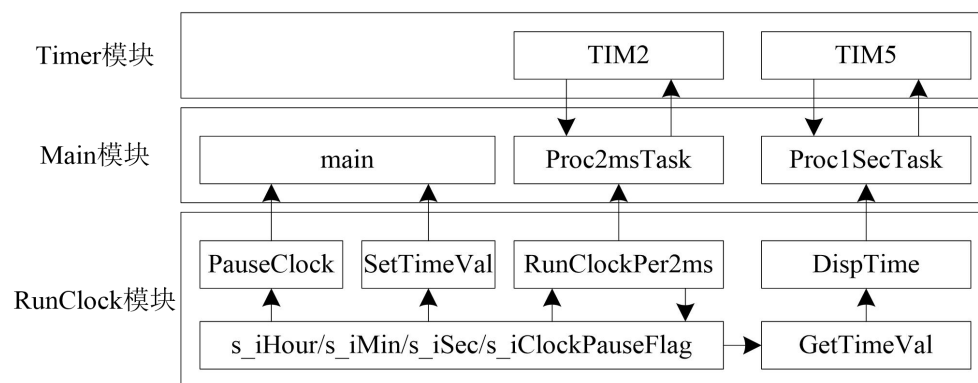 Timer模块
TIM2
TIM5
Main模块
main
Proc2msTask
Proc1SecTask
RunClock模块
PauseClock
SetTimeVal
RunClockPer2ms
DispTime
s_iHour/s_iMin/s_iSec/s_iClockPauseFlag
GetTimeVal